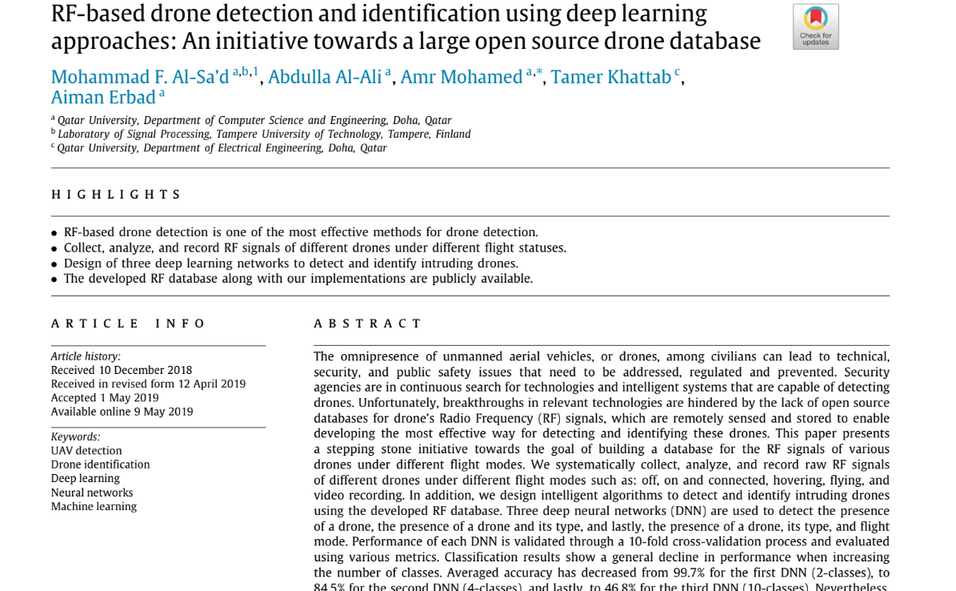 RF-based drone detection and identification using deep learning
approaches: An initiative towards a large open source drone database
Check for
updates
Mohammad F. Al-Sa'd a,b,1, Abdulla Al-Ali a, Amr Mohamed a,*, Tamer Khattab c,
Aiman Erbad a
a Qatar University, Department of Computer Science and Engineering, Doha, Qatar
b Laboratory of Signal Processing, Tampere University of Technology, Tampere, Finland
c Qatar University, Department of Electrical Engineering, Doha, Qatar
HIGHLIGHTS
• RF-based drone detection is one of the most effective methods for drone detection.
• Collect, analyze, and record RF signals of different drones under different flight statuses.
• Design of three deep learning networks to detect and identify intruding drones.
• The developed RF database along with our implementations are publicly available.
ARTICLE INFO
Article history:
Received 10 December 2018
Received in revised form 12 April 2019
Accepted 1 May 2019
Available online 9 May 2019
Keywords:
UAV detection
Drone identification
Deep learning
Neural networks
Machine learning
ABSTRACT
The omnipresence of unmanned aerial vehicles, or drones, among civilians can lead to technical,
security, and public safety issues that need to be addressed, regulated and prevented. Security
agencies are in continuous search for technologies and intelligent systems that are capable of detecting
drones. Unfortunately, breakthroughs in relevant technologies are hindered by the lack of open source
databases for drone's Radio Frequency (RF) signals, which are remotely sensed and stored to enable
developing the most effective way for detecting and identifying these drones. This paper presents
a stepping stone initiative towards the goal of building a database for the RF signals of various
drones under different flight modes. We systematically collect, analyze, and record raw RF signals
of different drones under different flight modes such as: off, on and connected, hovering, flying, and
video recording. In addition, we design intelligent algorithms to detect and identify intruding drones
using the developed RF database. Three deep neural networks (DNN) are used to detect the presence
of a drone, the presence of a drone and its type, and lastly, the presence of a drone, its type, and flight
mode. Performance of each DNN is validated through a 10-fold cross-validation process and evaluated
using various metrics. Classification results show a general decline in performance when increasing
the number of classes. Averaged accuracy has decreased from 99.7% for the first DNN (2-classes), to
84.5% for the second DNN (4-classes), and lastly, to 46.8% for the third DNN (10-classes). Nevertheless,